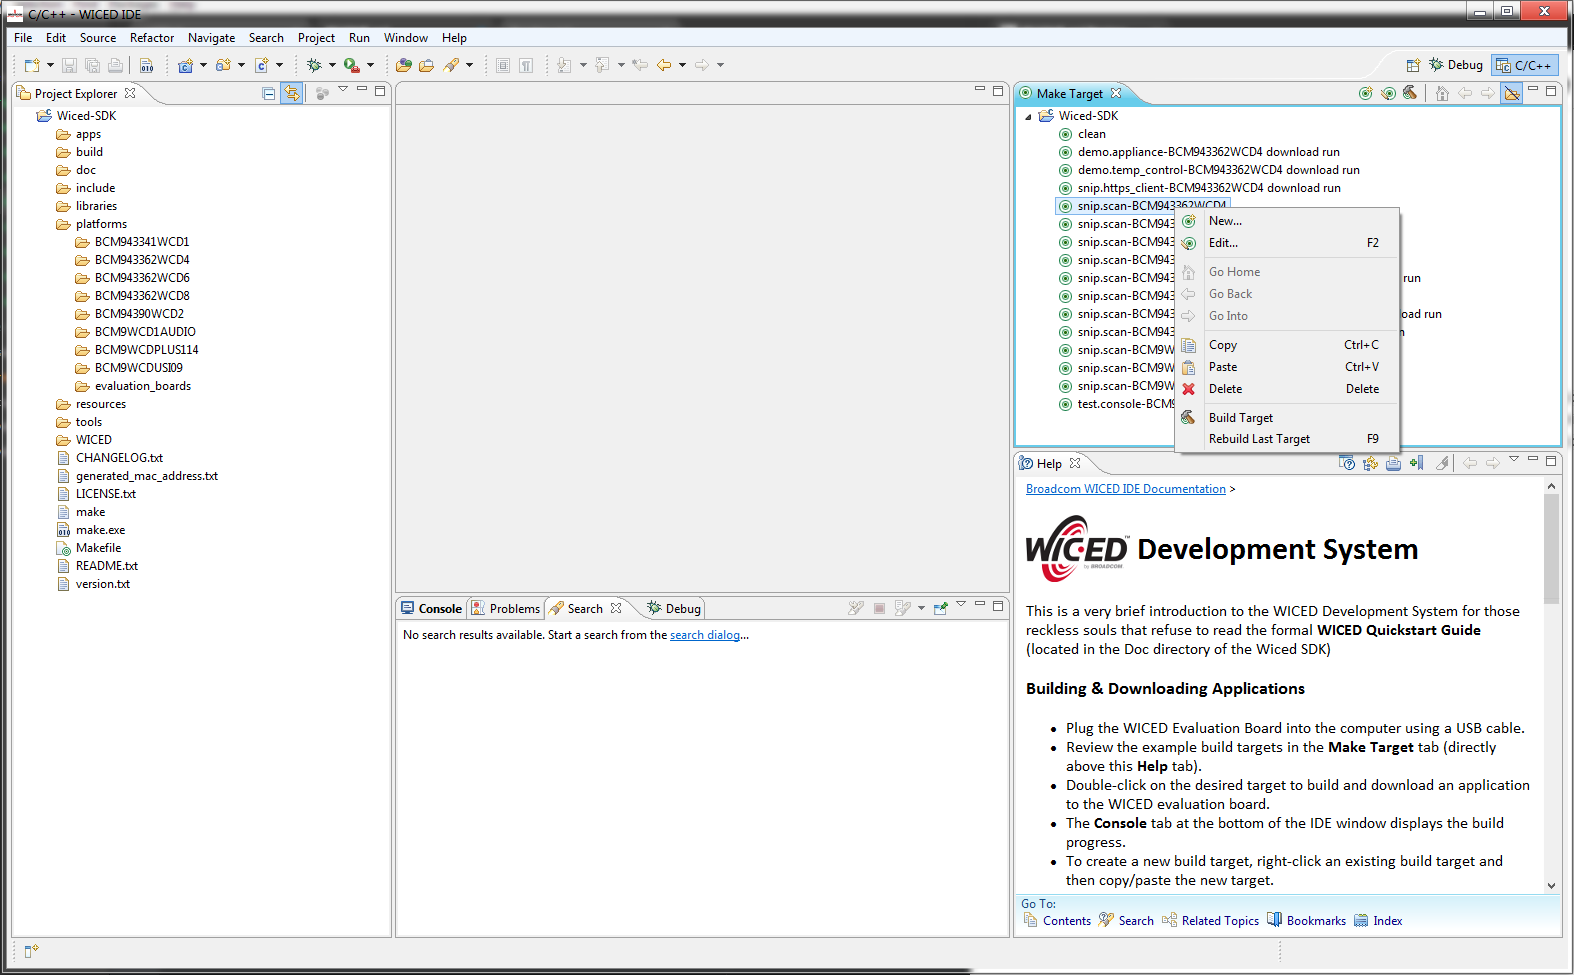 C/C++ - WICED IDE
File Edit Source Refactor Navigate Search Project Run Window Help
Debug C/C++
Project Explorer
Wiced-SDK
apps
build
doc
include
libraries
platforms
BCM943341WCD1
BCM943362WCD4
BCM943362WCD6
BCM943362WCD8
BCM94390WCD2
BCM9WCD1AUDIO
BCM9WCDPLUS114
BCM9WCDUSI09
evaluation_boards
resources
tools
WICED
CHANGELOG.txt
generated_mac_address.txt
LICENSE.txt
make
make.exe
Makefile
README.txt
version.txt
Console Problems Search Debug
No search results available. Start a search from the search dialog...
Make Target
Wiced-SDK
clean
demo.appliance-BCM943362WCD4 download run
demo.temp_control-BCM943362WCD4 download run
snip.https_client-BCM943362WCD4 download run
snip.scan-BCM943362WCD4
snip.scan-BCM943
snip.scan-BCM943
snip.scan-BCM943
snip.scan-BCM943 run
snip.scan-BCM943
snip.scan-BCM943 oad run
snip.scan-BCM943
snip.scan-BCM9W
snip.scan-BCM9W
snip.scan-BCM9W
test.console-BCM9
New...
Edit... F2
Go Home
Go Back
Go Into
Copy Ctrl+C
Paste Ctrl+V
Delete Delete
Build Target
Rebuild Last Target F9
Help
Broadcom WICED IDE Documentation >
WICED™ by BROADCOM Development System
This is a very brief introduction to the WICED Development System for those
reckless souls that refuse to read the formal WICED Quickstart Guide
(located in the Doc directory of the Wiced SDK)
Building & Downloading Applications
• Plug the WICED Evaluation Board into the computer using a USB cable.
• Review the example build targets in the Make Target tab (directly
above this Help tab).
• Double-click on the desired target to build and download an application
to the WICED evaluation board.
• The Console tab at the bottom of the IDE window displays the build
progress.
• To create a new build target, right-click an existing build target and
then copy/paste the new target.
Go To:
Contents Search Related Topics Bookmarks Index